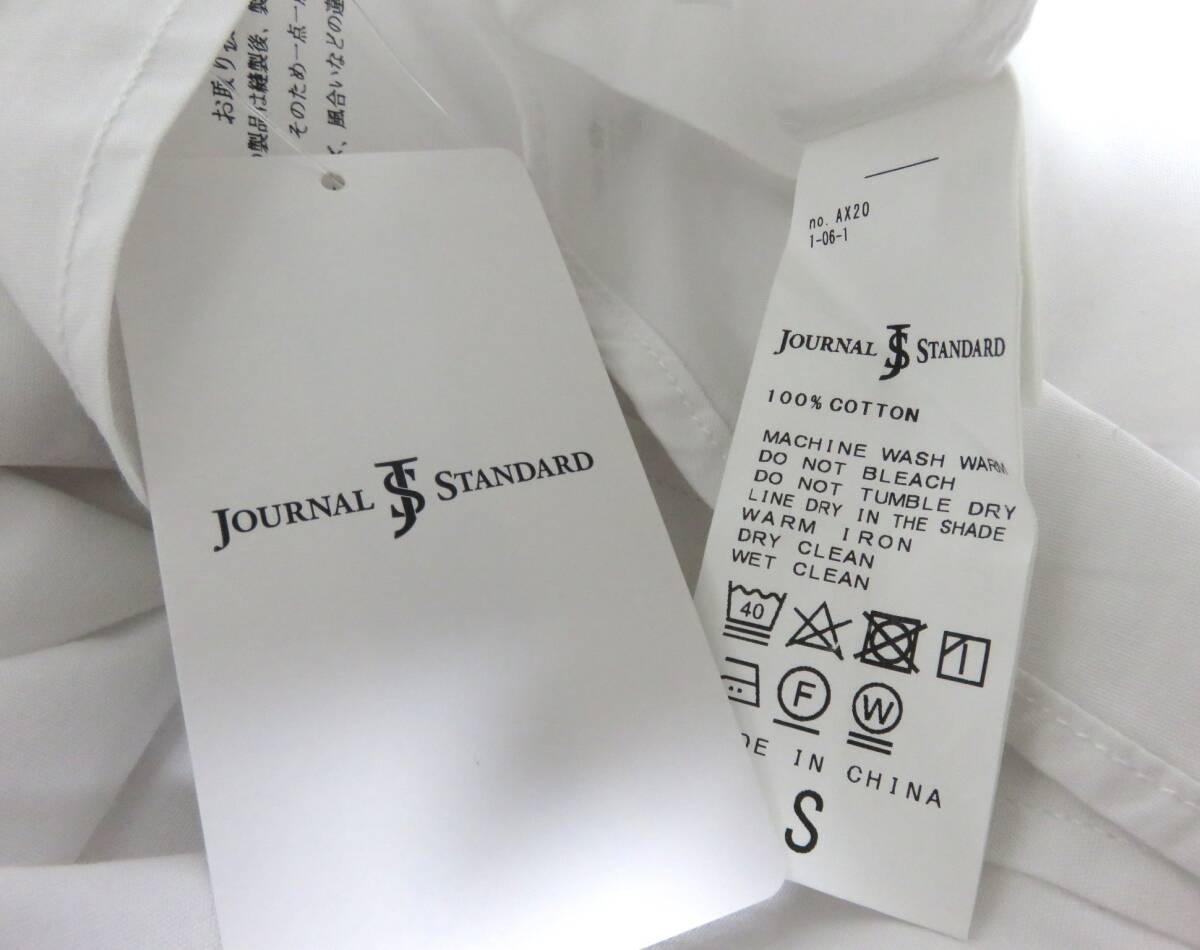 お取り
製品は縫製後、
そのため一点一
、風合いなどの違
JOURNAL JS STANDARD
no. AX20
1-06-1
JOURNAL JS STANDARD
100% COTTON
MACHINE WASH WARM
DO NOT BLEACH
DO NOT TUMBLE DRY
LINE DRY IN THE SHADE
WARM IRON
DRY CLEAN
WET CLEAN
40
F W
DE IN CHINA
S